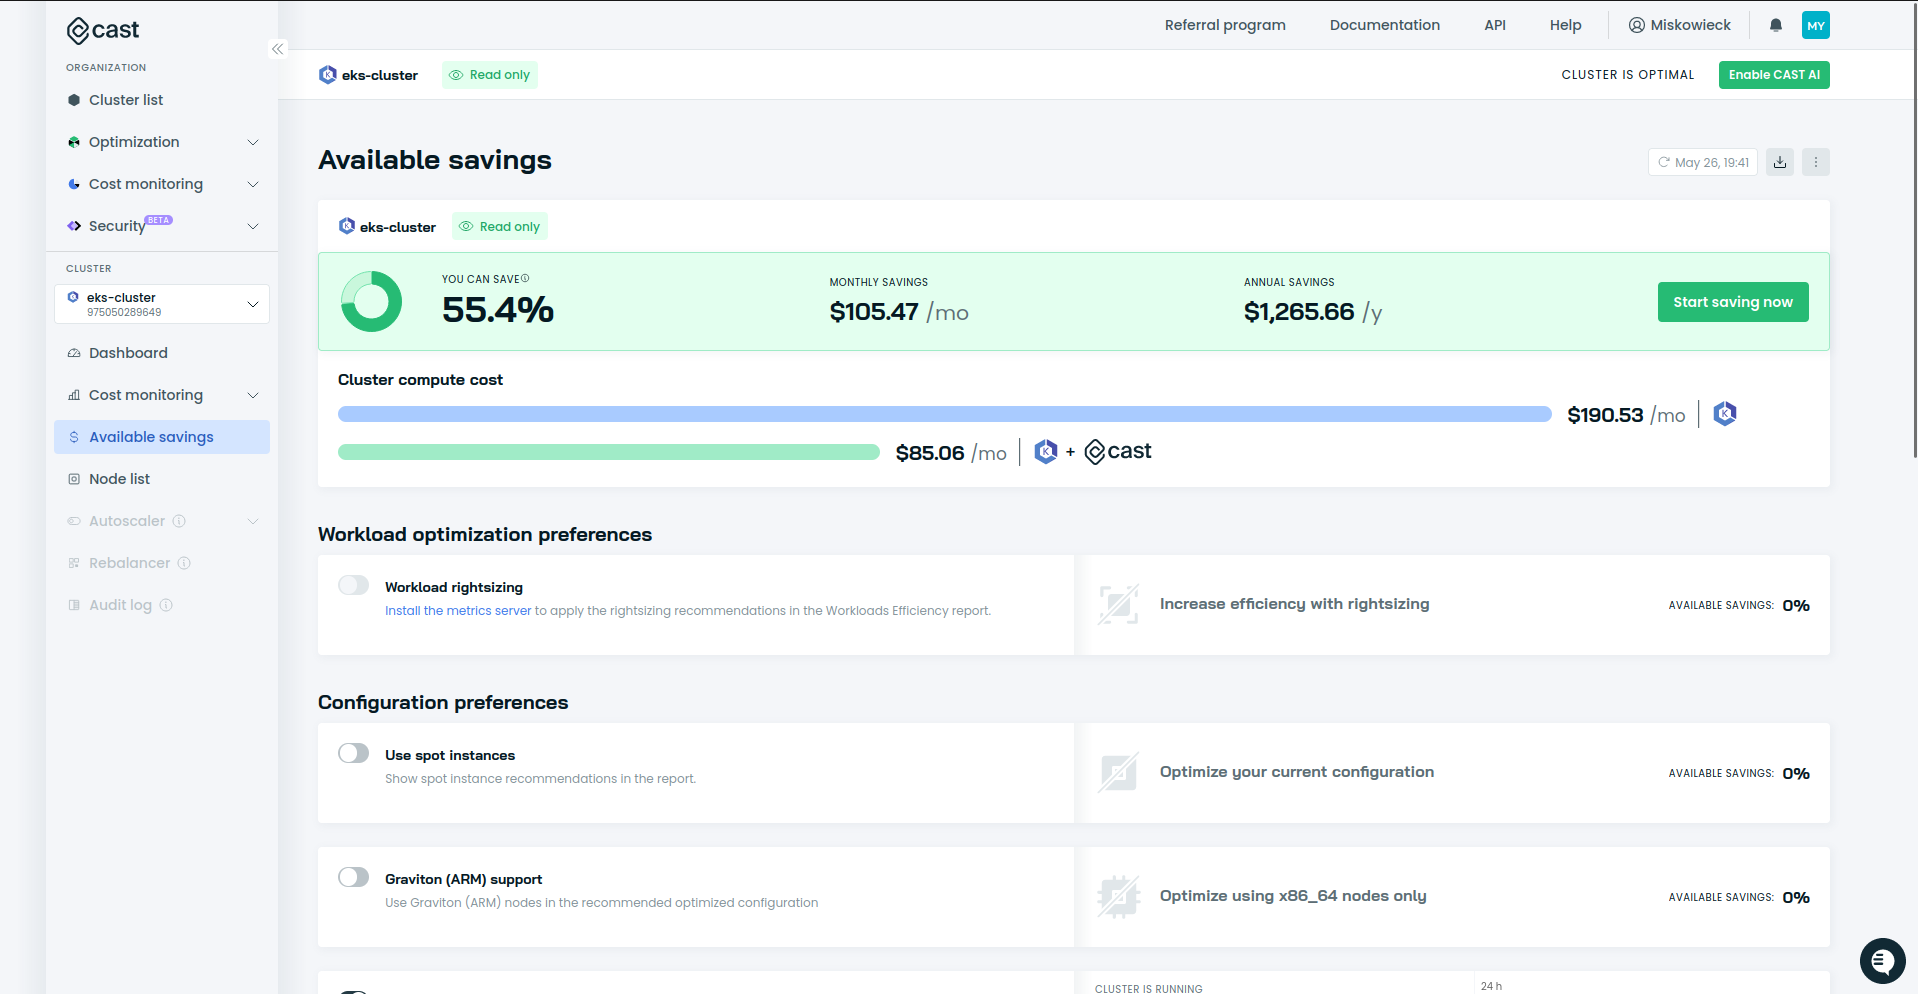 cast
ORGANIZATION
Cluster list
Optimization
Cost monitoring
Security BETA
CLUSTER
eks-cluster
975050289649
Dashboard
Cost monitoring
Available savings
Node list
Autoscaler
Rebalancer
Audit log
Referral program
Documentation
API
Help
Miskowieck
MY
eks-cluster
Read only
CLUSTER IS OPTIMAL
Enable CAST AI
Available savings
May 26, 19:41
eks-cluster
Read only
YOU CAN SAVE
55.4%
MONTHLY SAVINGS
$105.47 /mo
ANNUAL SAVINGS
$1,265.66 /y
Start saving now
Cluster compute cost
$190.53 /mo
K
$85.06 /mo
K + cast
Workload optimization preferences
Workload rightsizing
Install the metrics server to apply the rightsizing recommendations in the Workloads Efficiency report.
Increase efficiency with rightsizing
AVAILABLE SAVINGS: 0%
Configuration preferences
Use spot instances
Show spot instance recommendations in the report.
Optimize your current configuration
AVAILABLE SAVINGS: 0%
Graviton (ARM) support
Use Graviton (ARM) nodes in the recommended optimized configuration
Optimize using x86_64 nodes only
AVAILABLE SAVINGS: 0%
CLUSTER IS RUNNING
24 h